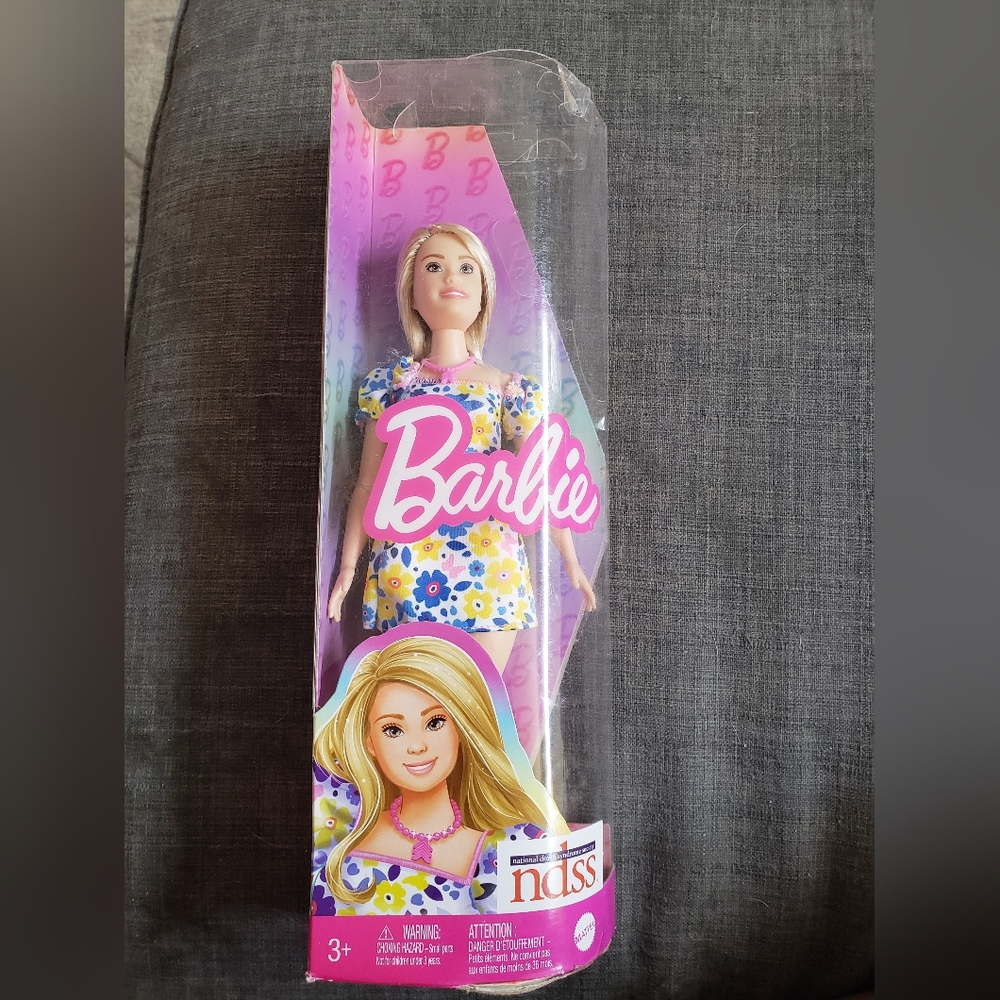 B
B
B
Barbie
national down syndrome society
ndss
3+
WARNING:
CHOKING HAZARD – Small parts
Not for children under 3 years.
ATTENTION :
DANGER D'ÉTOUFFEMENT –
Petits éléments. Ne convient pas
aux enfants de moins de 36 mois.
MATTEL